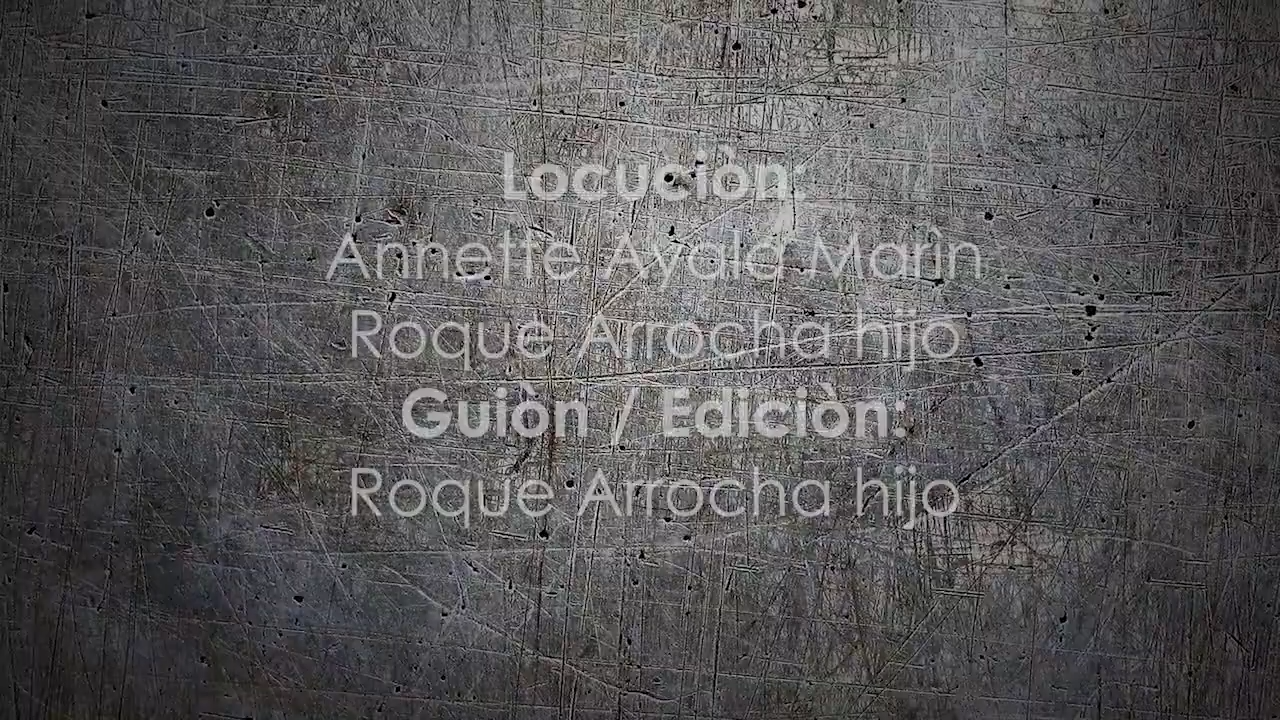 Locuciòn:
Annette Ayala Marìn
Roque Arrocha hijo
Guiòn / Ediciòn:
Roque Arrocha hijo